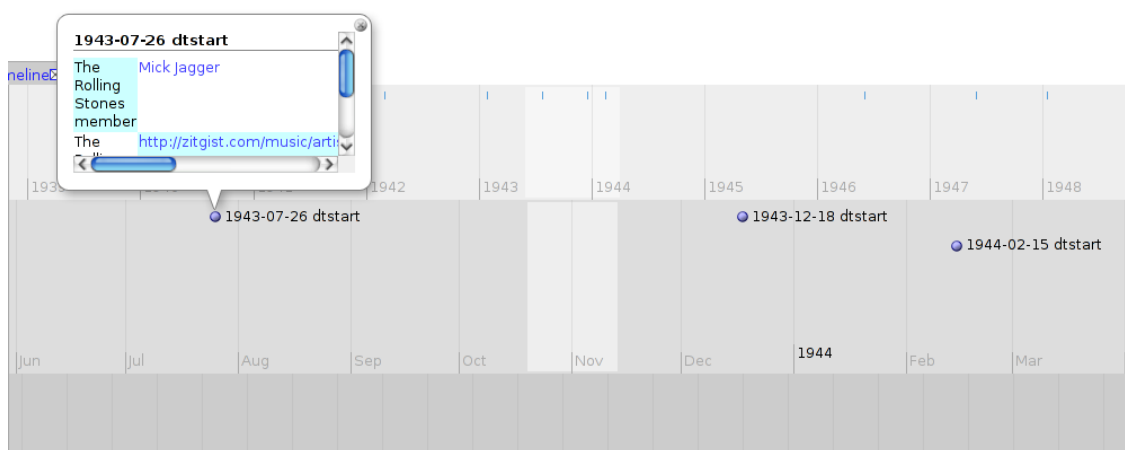 1943-07-26 dtstart
The Mick Jagger
Rolling
Stones
member
The http://zitgist.com/music/artis
meline
1942 1943 1944 1945 1946 1947 1948
1943-07-26 dtstart 1943-12-18 dtstart
1944-02-15 dtstart
Jun Jul Aug Sep Oct Nov Dec 1944 Feb Mar